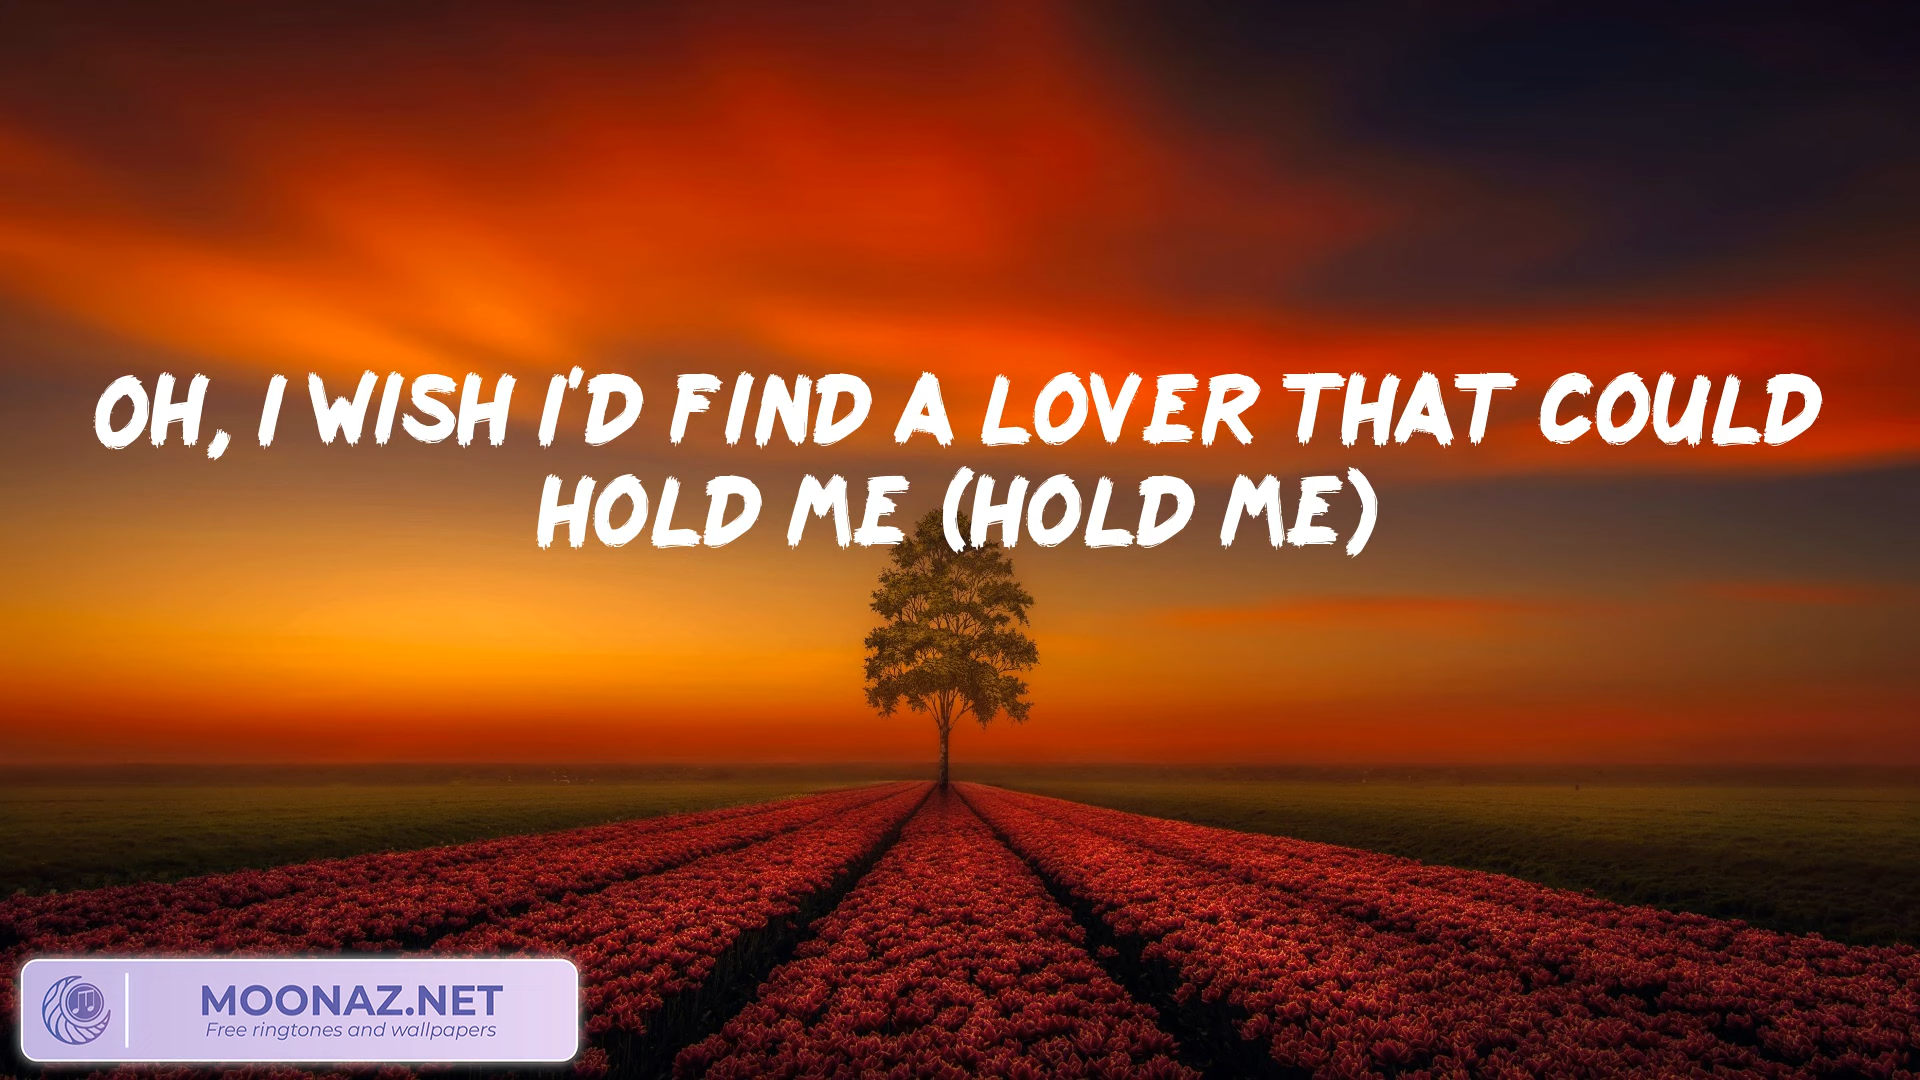 OH, I WISH I'D FIND A LOVER THAT COULD
HOLD ME (HOLD ME)
MOONAZ.NET
Free ringtones and wallpapers